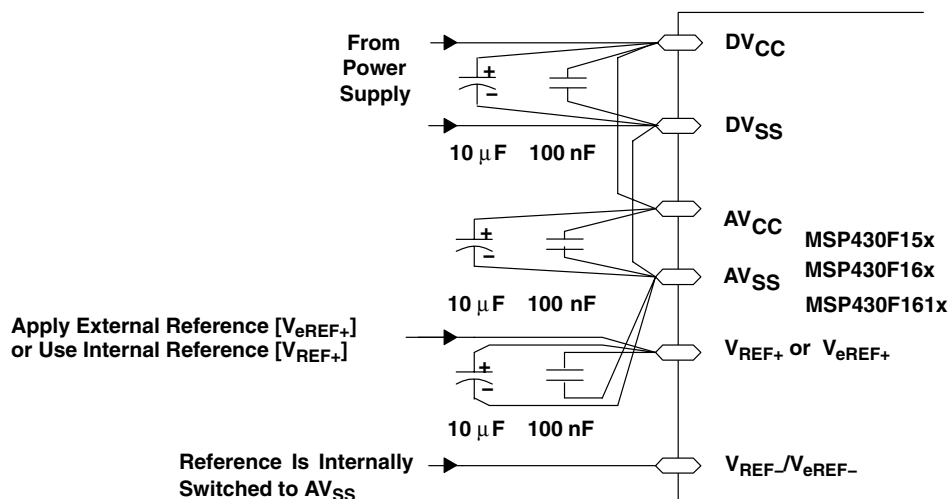 From
Power
Supply
DVCC
+
−
DVSS
10 μF 100 nF
AVCC
+
−
MSP430F15x
AVSS
MSP430F16x
10 μF 100 nF
MSP430F161x
Apply External Reference [VeREF+]
or Use Internal Reference [VREF+]
VREF+ or VeREF+
+
−
10 μF 100 nF
Reference Is Internally
Switched to AVSS
VREF−/VeREF−